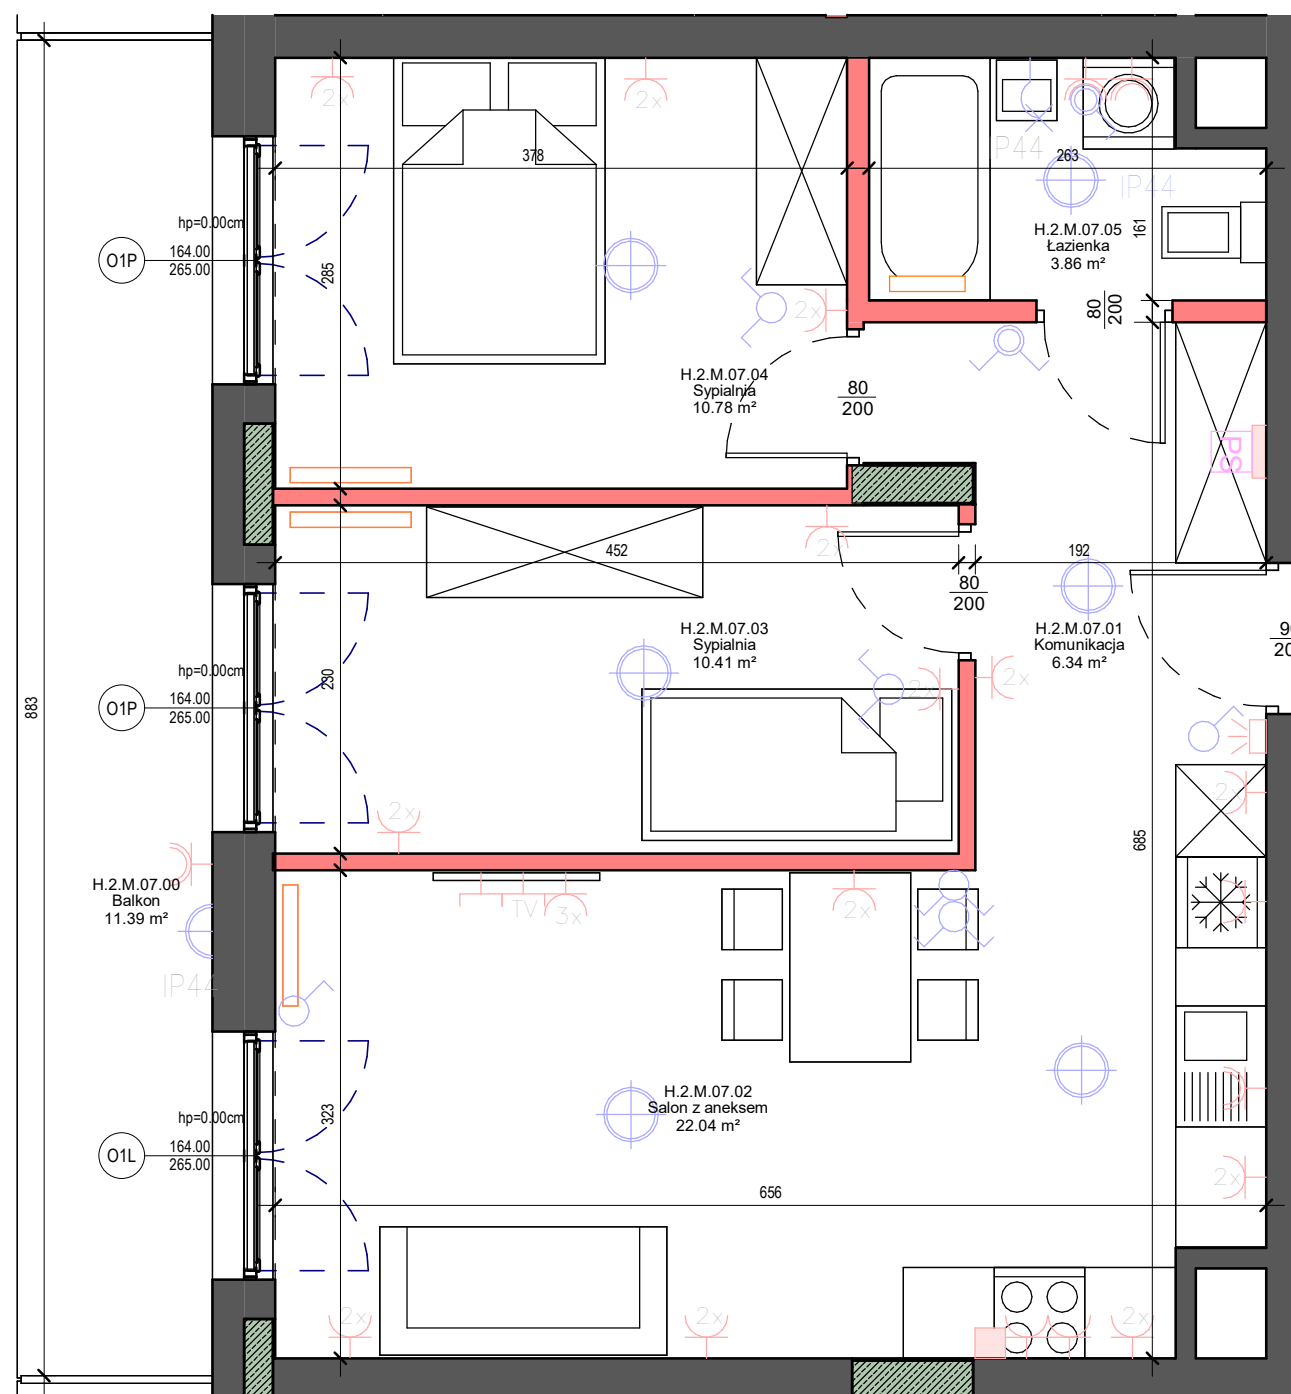 2x
2x
P44
378
263
IP44
hp=0.00cm
H.2.M.07.05
Łazienka
3.86 m²
161
O1P
164.00
265.00
285
2x
80
200
H.2.M.07.04
Sypialnia
10.78 m²
80
200
PS
2x
452
192
80
200
H.2.M.07.03
Sypialnia
10.41 m²
H.2.M.07.01
Komunikacja
6.34 m²
hp=0.00cm
230
2x
2x
O1P
164.00
265.00
883
2x
2x
685
H.2.M.07.00
Balkon
11.39 m²
TV
3x
2x
IP44
H.2.M.07.02
Salon z aneksem
22.04 m²
hp=0.00cm
323
O1L
164.00
265.00
2x
656
2x
2x
2x